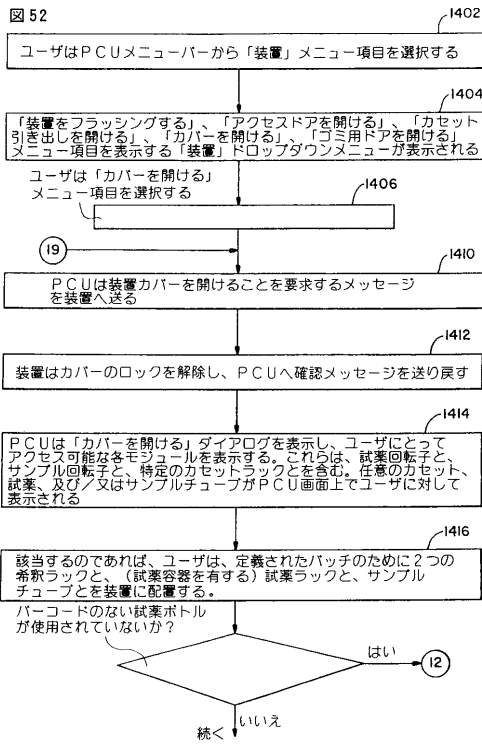 図 52
1402
ユーザはPCUメニューバーから「装置」メニュー項目を選択する
1404
「装置をフラッシングする」、「アクセスドアを開ける」、「カセット
引き出しを開ける」、「カバーを開ける」、「ゴミ用ドアを開ける」
メニュー項目を表示する「装置」ドロップダウンメニューが表示される
ユーザは「カバーを開ける」
メニュー項目を選択する
1406
19
1410
PCUは装置カバーを開けることを要求するメッセージ
を装置へ送る
1412
装置はカバーのロックを解除し、PCUへ確認メッセージを送り戻す
1414
PCUは「カバーを開ける」ダイアログを表示し、ユーザにとって
アクセス可能な各モジュールを表示する。これらは、試薬回転子と、
サンプル回転子と、特定のカセットラックとを含む。任意のカセット、
試薬、及び/又はサンプルチューブがPCU画面上でユーザに対して
表示される
1416
該当するのであれば、ユーザは、定義されたバッチのために2つの
希釈ラックと、(試薬容器を有する)試薬ラックと、サンプル
チューブとを装置に配置する。
バーコードのない試薬ボトル
が使用されていないか?
はい
12
いいえ
続く